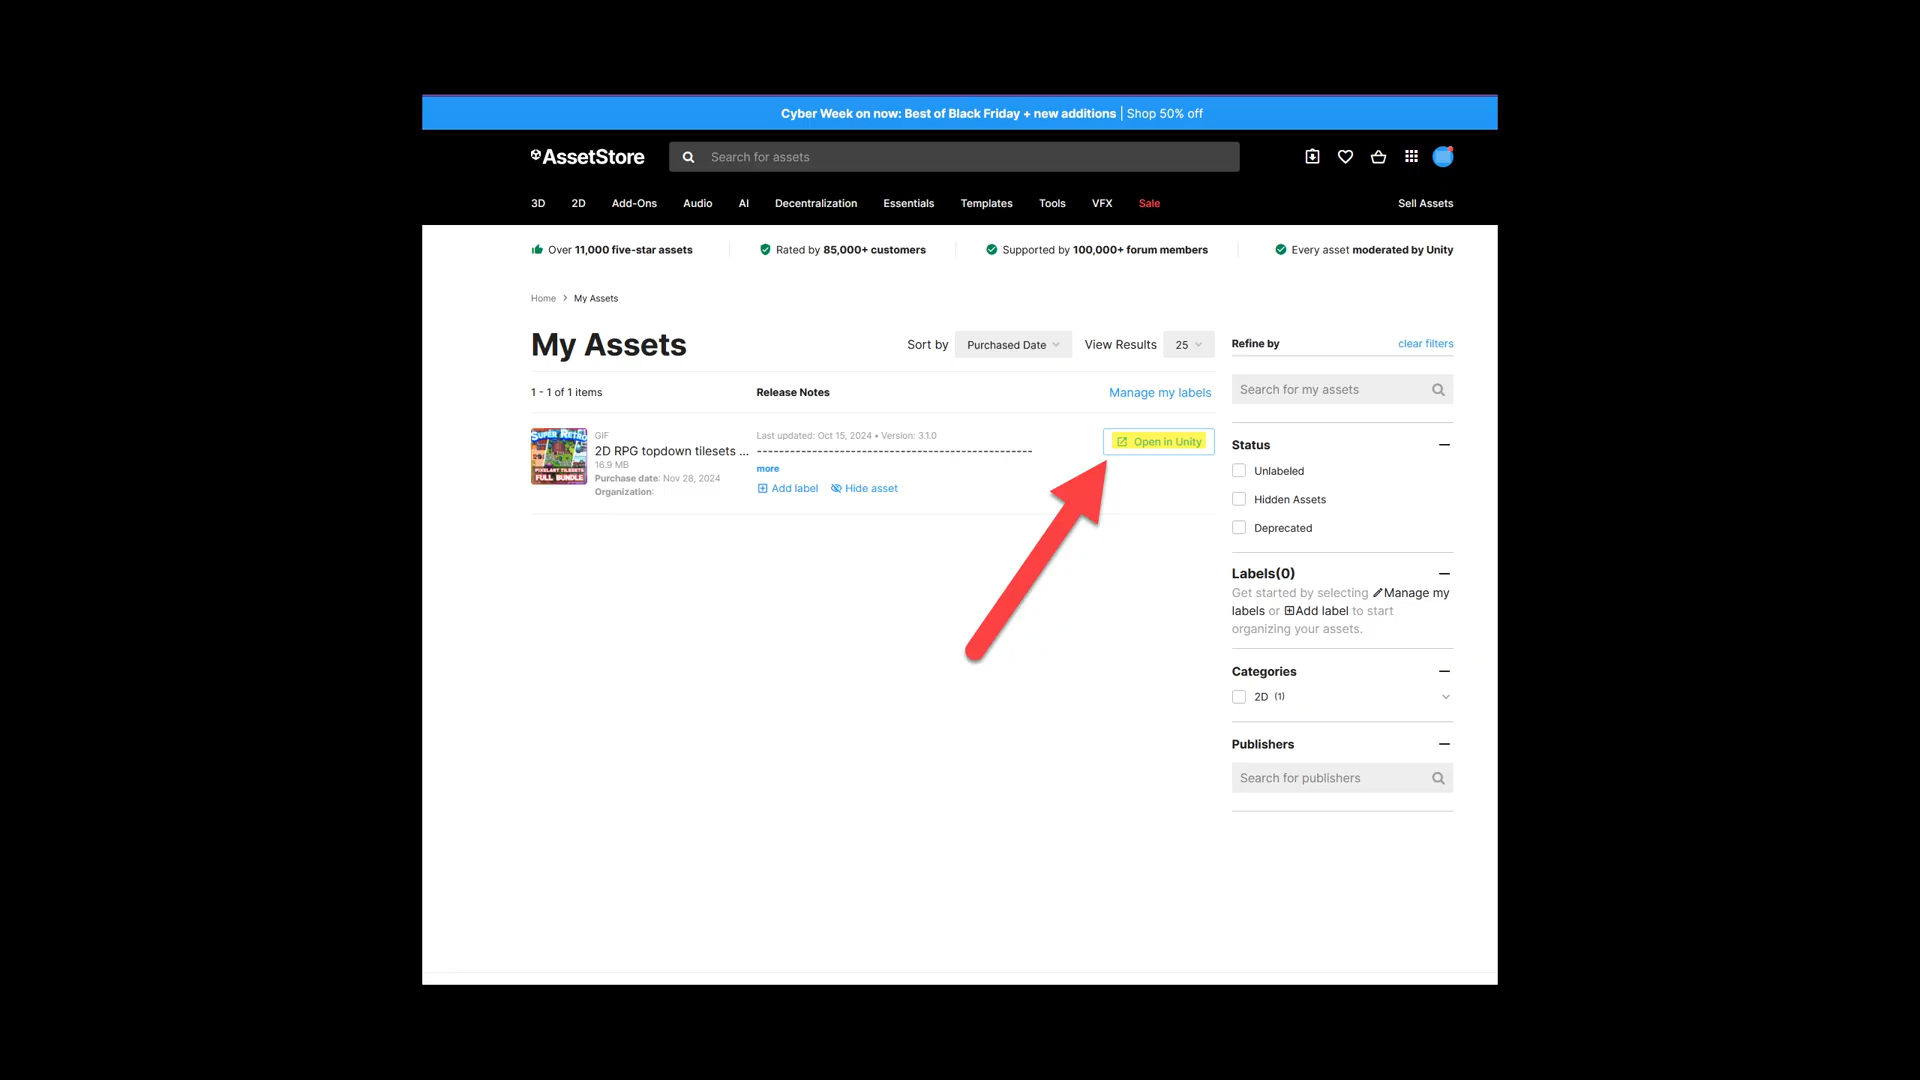 Cyber Week on now: Best of Black Friday + new additions | Shop 50% off
AssetStore
Search for assets
3D 2D Add-Ons Audio AI Decentralization Essentials Templates Tools VFX Sale Sell Assets
Over 11,000 five-star assets Rated by 85,000+ customers Supported by 100,000+ forum members Every asset moderated by Unity
Home > My Assets
My Assets
Sort by Purchased Date View Results 25
1 - 1 of 1 items Release Notes Manage my labels
SUPER RETRO
PIXELART TILESETS
FULL BUNDLE
GIF
2D RPG topdown tilesets ...
16.9 MB
Purchase date: Nov 28, 2024
Organization:
Last updated: Oct 15, 2024 • Version: 3.1.0
------------------------------------------------
more
Add label Hide asset
Open in Unity
Refine by clear filters
Search for my assets
Status
Unlabeled
Hidden Assets
Deprecated
Labels(0)
Get started by selecting Manage my
labels or Add label to start
organizing your assets.
Categories
2D (1)
Publishers
Search for publishers